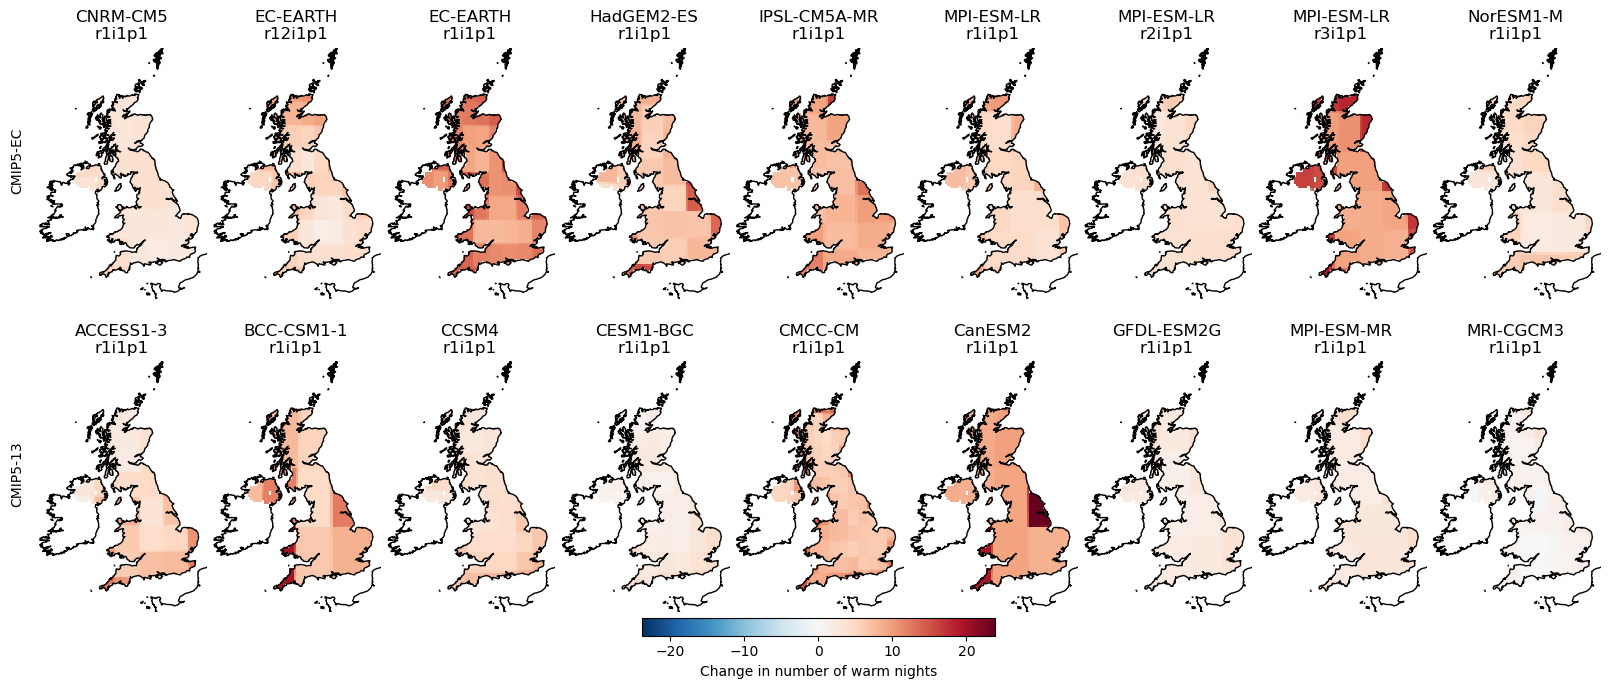 CNRM-CM5 EC-EARTH EC-EARTH HadGEM2-ES IPSL-CM5A-MR MPI-ESM-LR MPI-ESM-LR MPI-ESM-LR NorESM1-M
r1i1p1 r12i1p1 r1i1p1 r1i1p1 r1i1p1 r1i1p1 r2i1p1 r3i1p1 r1i1p1
CMIP5-EC
ACCESS1-3 BCC-CSM1-1 CCSM4 CESM1-BGC CMCC-CM CanESM2 GFDL-ESM2G MPI-ESM-MR MRI-CGCM3
r1i1p1 r1i1p1 r1i1p1 r1i1p1 r1i1p1 r1i1p1 r1i1p1 r1i1p1 r1i1p1
CMIP5-13
−20 −10 0 10 20
Change in number of warm nights